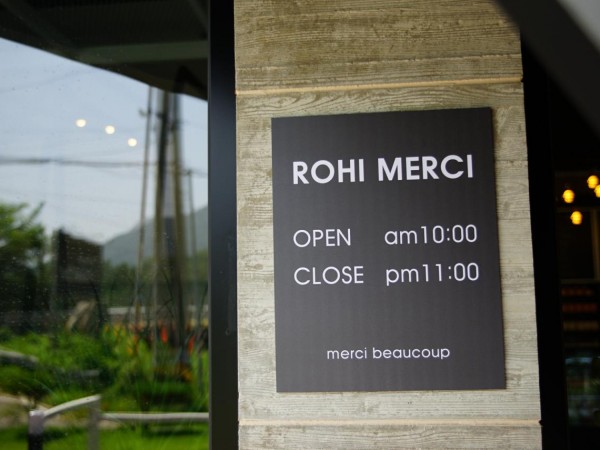 ROHI MERCI
OPEN am10:00
CLOSE pm11:00
merci beaucoup